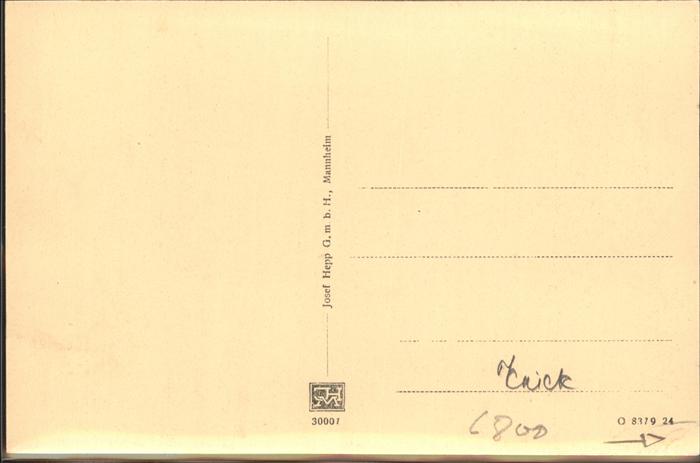 Josef Hepp G. m. b. H., Mannheim
Knick
30007
6800
O 8379 24